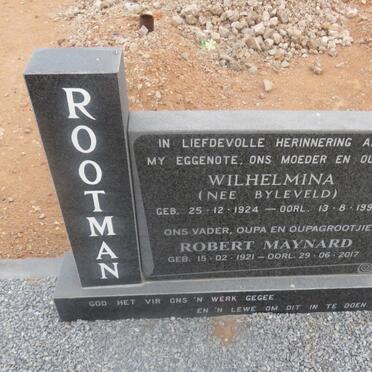 ROOTMAN
IN LIEFDEVOLLE HERINNERING
MY EGGENOTE, ONS MOEDER EN
WILHELMINA
(NEE BYLEVELD)
GEB. 25-12-1924 — OORL. 13-8-199
ONS VADER, OUPA EN OUPAGROOTJIE
ROBERT MAYNARD
GEB. 15-02-1921 — OORL. 29-06-2017
GOD HET VIR ONS 'N WERK GEGEE
EN 'N LEWE OM DIT IN TE DOEN